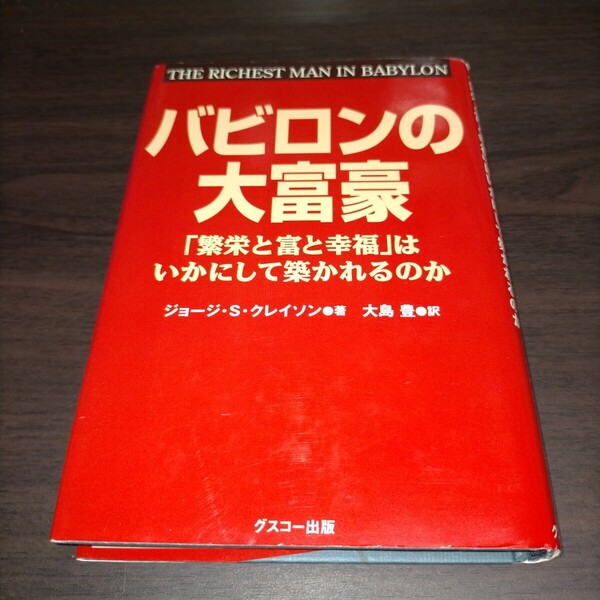 THE RICHEST MAN IN BABYLON
バビロンの
大富豪
「繁栄と富と幸福」は
いかにして築かれるのか
ジョージ・S・クレイソン●著 大島 豊●訳
グスコー出版